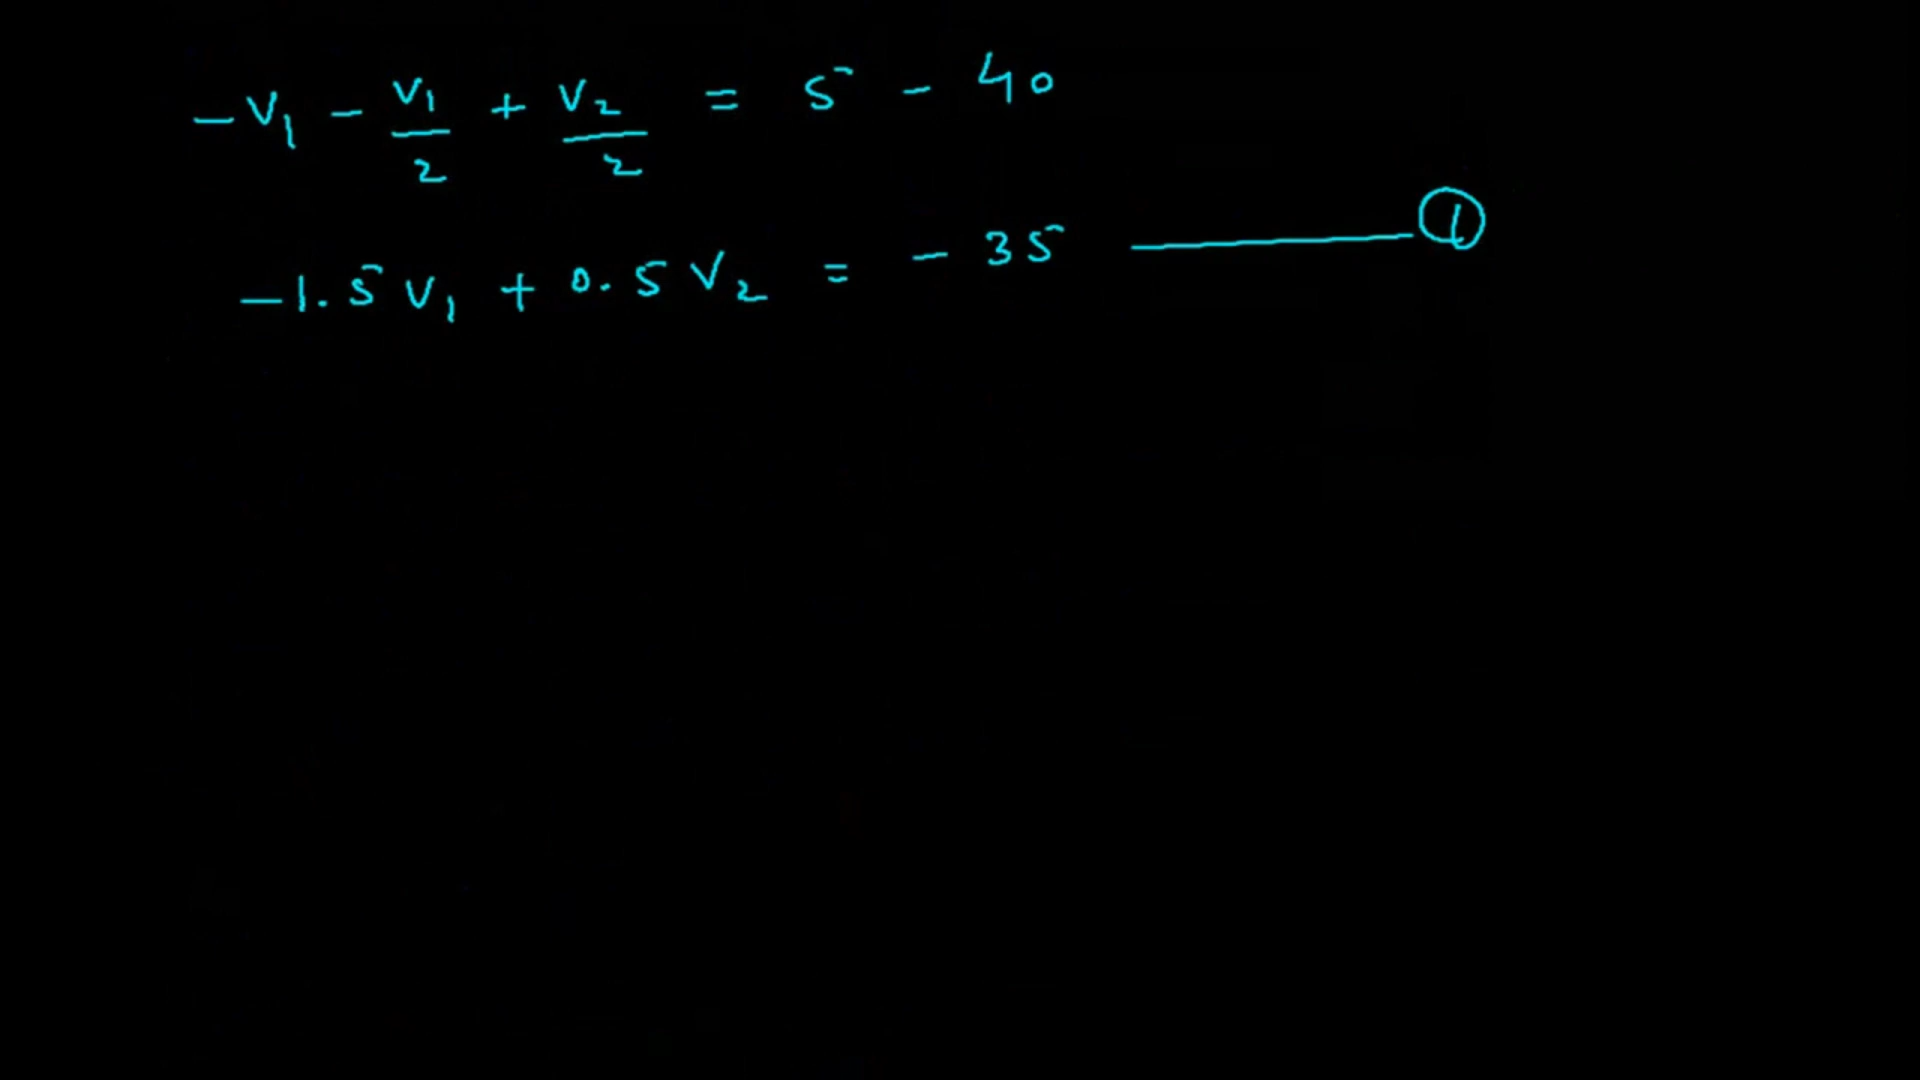 -V₁ - V₁/2 + V₂/2 = 5 - 40
-1.5 V₁ + 0.5 V₂ = - 35 ——— ①